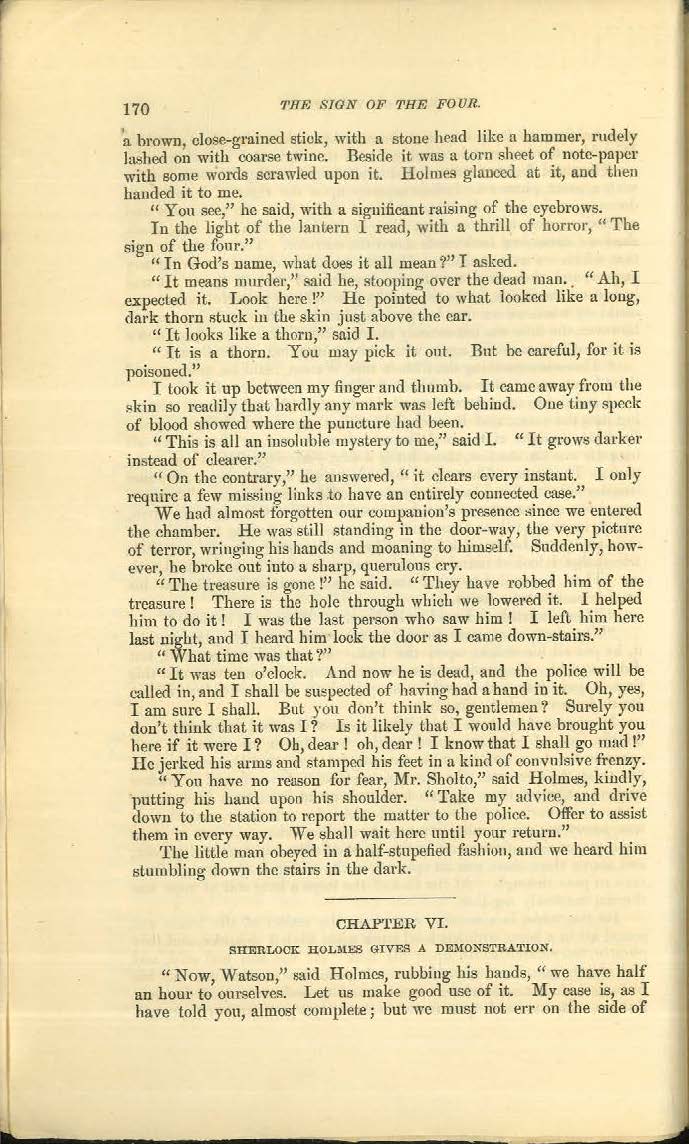 170 THE SIGN OF THE FOUR.
a brown, close-grained stick, with a stone head like a hammer, rudely
lashed on with coarse twine. Beside it was a torn sheet of note-paper
with some words scrawled upon it. Holmes glanced at it, and then
handed it to me.
"You see," he said, with a significant raising of the eyebrows.
In the light of the lantern I read, with a thrill of horror, "The
sign of the four."
"In God's name, what does it all mean?" I asked.
"It means murder," said he, stooping over the dead man. "Ah, I
expected it. Look here!" He pointed to what looked like a long,
dark thorn stuck in the skin just above the ear.
"It looks like a thorn," said I.
"It is a thorn. You may pick it out. But be careful, for it is
poisoned."
I took it up between my finger and thumb. It came away from the
skin so readily that hardly any mark was left behind. One tiny speck
of blood showed where the puncture had been.
"This is all an insoluble mystery to me," said I. "It grows darker
instead of clearer."
"On the contrary," he answered, "it clears every instant. I only
require a few missing links to have an entirely connected case."
We had almost forgotten our companion's presence since we entered
the chamber. He was still standing in the door-way, the very picture
of terror, wringing his hands and moaning to himself. Suddenly, how-
ever, he broke out into a sharp, querulous cry.
"The treasure is gone!" he said. "They have robbed him of the
treasure! There is the hole through which we lowered it. I helped
him to do it! I was the last person who saw him! I left him here
last night, and I heard him lock the door as I came down-stairs."
"What time was that?"
"It was ten o'clock. And now he is dead, and the police will be
called in, and I shall be suspected of having had a hand in it. Oh, yes,
I am sure I shall. But you don't think so, gentlemen? Surely you
don't think that it was I? Is it likely that I would have brought you
here if it were I? Oh, dear! oh, dear! I know that I shall go mad!"
He jerked his arms and stamped his feet in a kind of convulsive frenzy.
"You have no reason for fear, Mr. Sholto," said Holmes, kindly,
putting his hand upon his shoulder. "Take my advice, and drive
down to the station to report the matter to the police. Offer to assist
them in every way. We shall wait here until your return."
The little man obeyed in a half-stupefied fashion, and we heard him
stumbling down the stairs in the dark.
CHAPTER VI.
SHERLOCK HOLMES GIVES A DEMONSTRATION.
"Now, Watson," said Holmes, rubbing his hands, "we have half
an hour to ourselves. Let us make good use of it. My case is, as I
have told you, almost complete; but we must not err on the side of